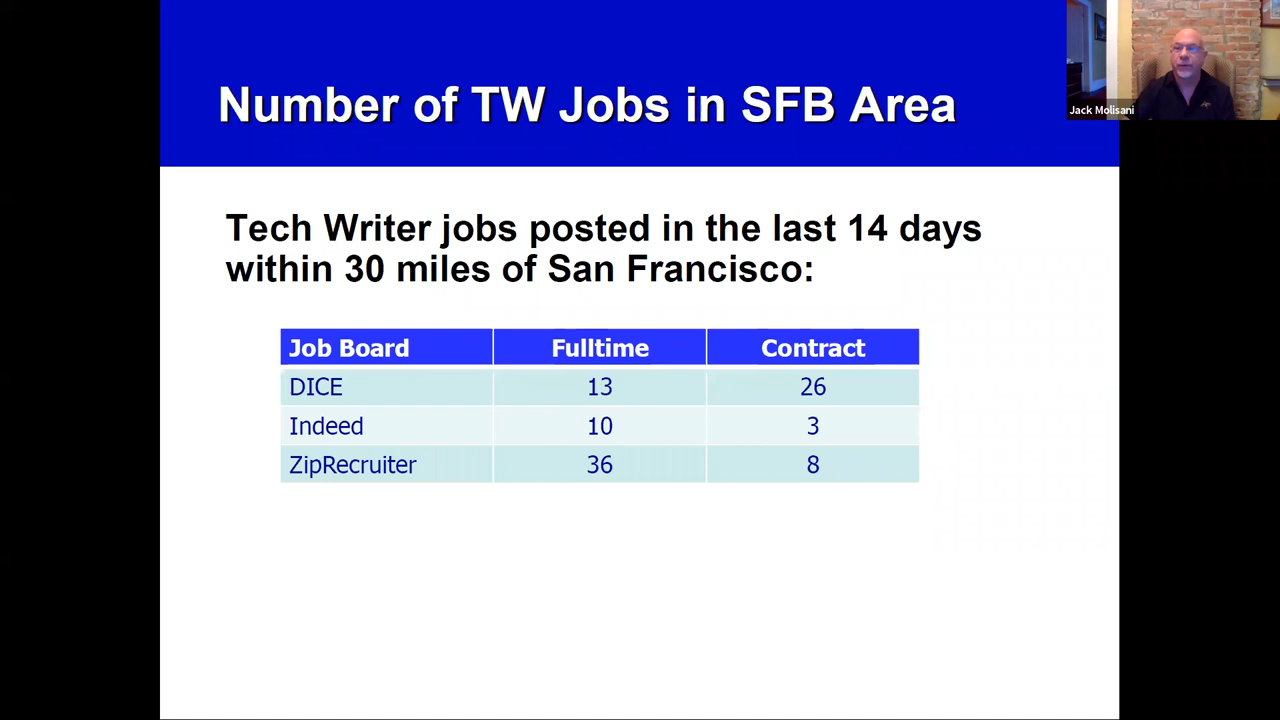 Number of TW Jobs in SFB Area
Jack Molisani
Tech Writer jobs posted in the last 14 days
within 30 miles of San Francisco:
Job Board Fulltime Contract
DICE 13 26
Indeed 10 3
ZipRecruiter 36 8